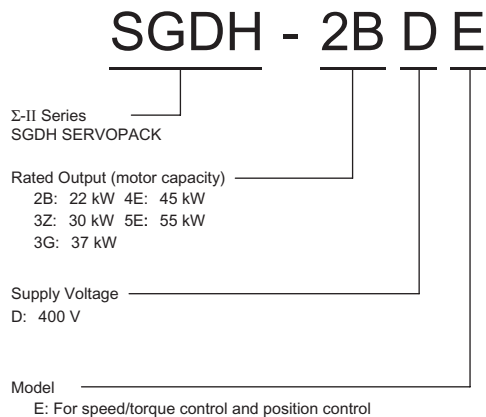 SGDH - 2B D E
Σ-II Series
SGDH SERVOPACK
Rated Output (motor capacity)
2B: 22 kW 4E: 45 kW
3Z: 30 kW 5E: 55 kW
3G: 37 kW
Supply Voltage
D: 400 V
Model
E: For speed/torque control and position control